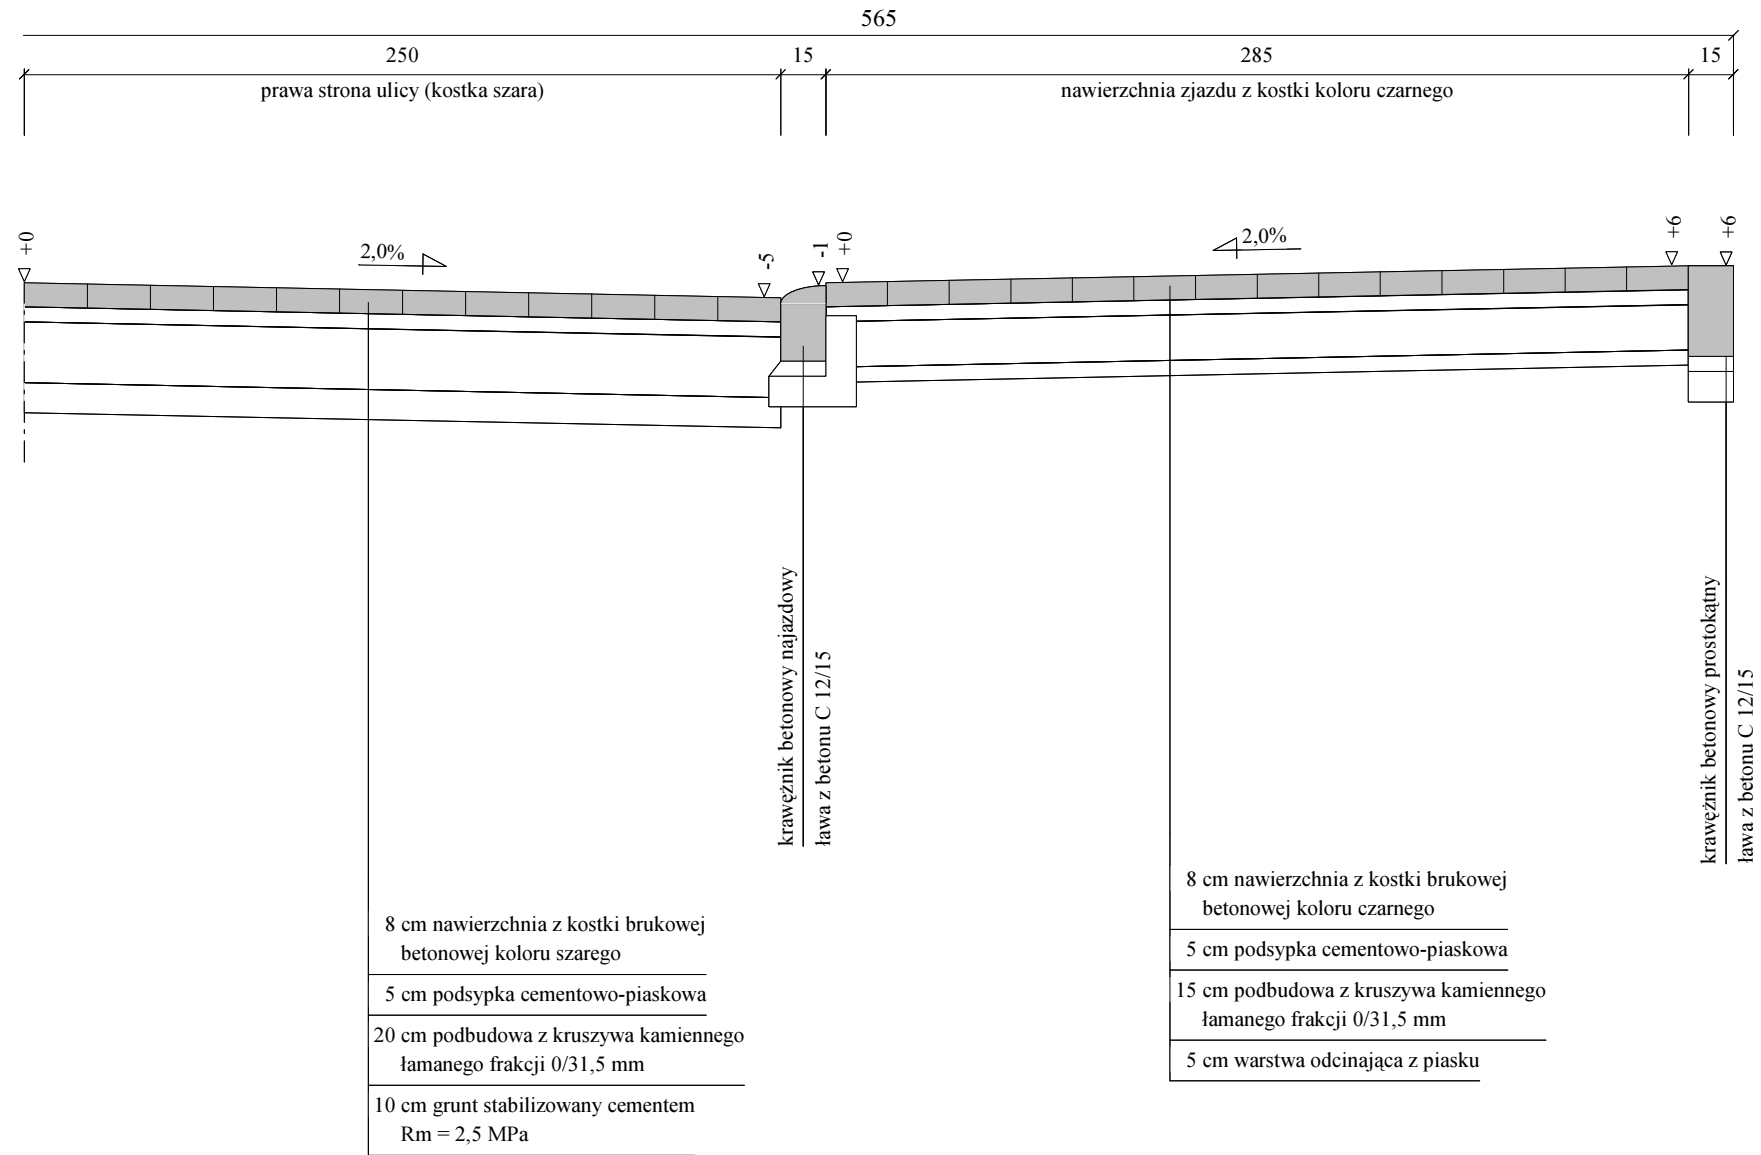 565
250
15
285
15
prawa strona ulicy (kostka szara)
nawierzchnia zjazdu z kostki koloru czarnego
+0
2,0%
-5
-1
+0
2,0%
+6
+6
krawężnik betonowy najazdowy
ława z betonu C 12/15
krawężnik betonowy prostokątny
ława z betonu C 12/15
8 cm nawierzchnia z kostki brukowej
betonowej koloru szarego
5 cm podsypka cementowo-piaskowa
20 cm podbudowa z kruszywa kamiennego
łamanego frakcji 0/31,5 mm
10 cm grunt stabilizowany cementem
Rm = 2,5 MPa
8 cm nawierzchnia z kostki brukowej
betonowej koloru czarnego
5 cm podsypka cementowo-piaskowa
15 cm podbudowa z kruszywa kamiennego
łamanego frakcji 0/31,5 mm
5 cm warstwa odcinająca z piasku